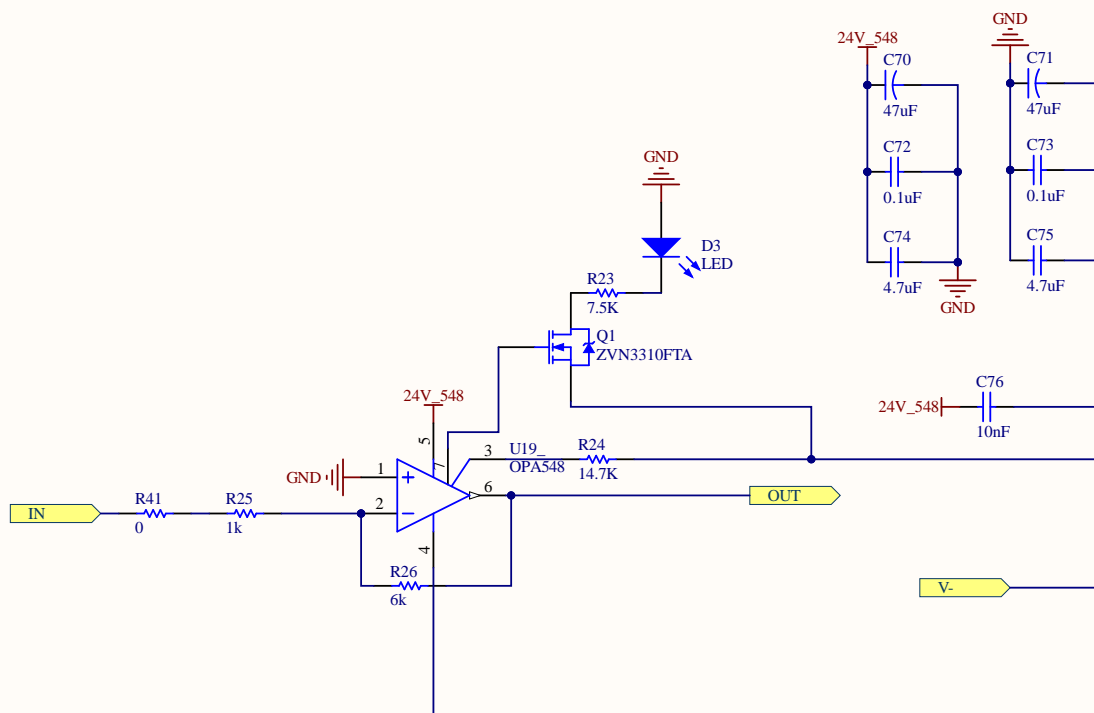 GND
24V_548
C70
47uF
C71
47uF
C72
0.1uF
C73
0.1uF
GND
D3
LED
C74
4.7uF
C75
4.7uF
R23
7.5K
GND
Q1
ZVN3310FTA
24V_548
C76
24V_548
10nF
5
7
3
U19_
OPA548
R24
14.7K
GND
1
6
OUT
R41
R25
2
IN
0
1k
4
R26
6k
V-